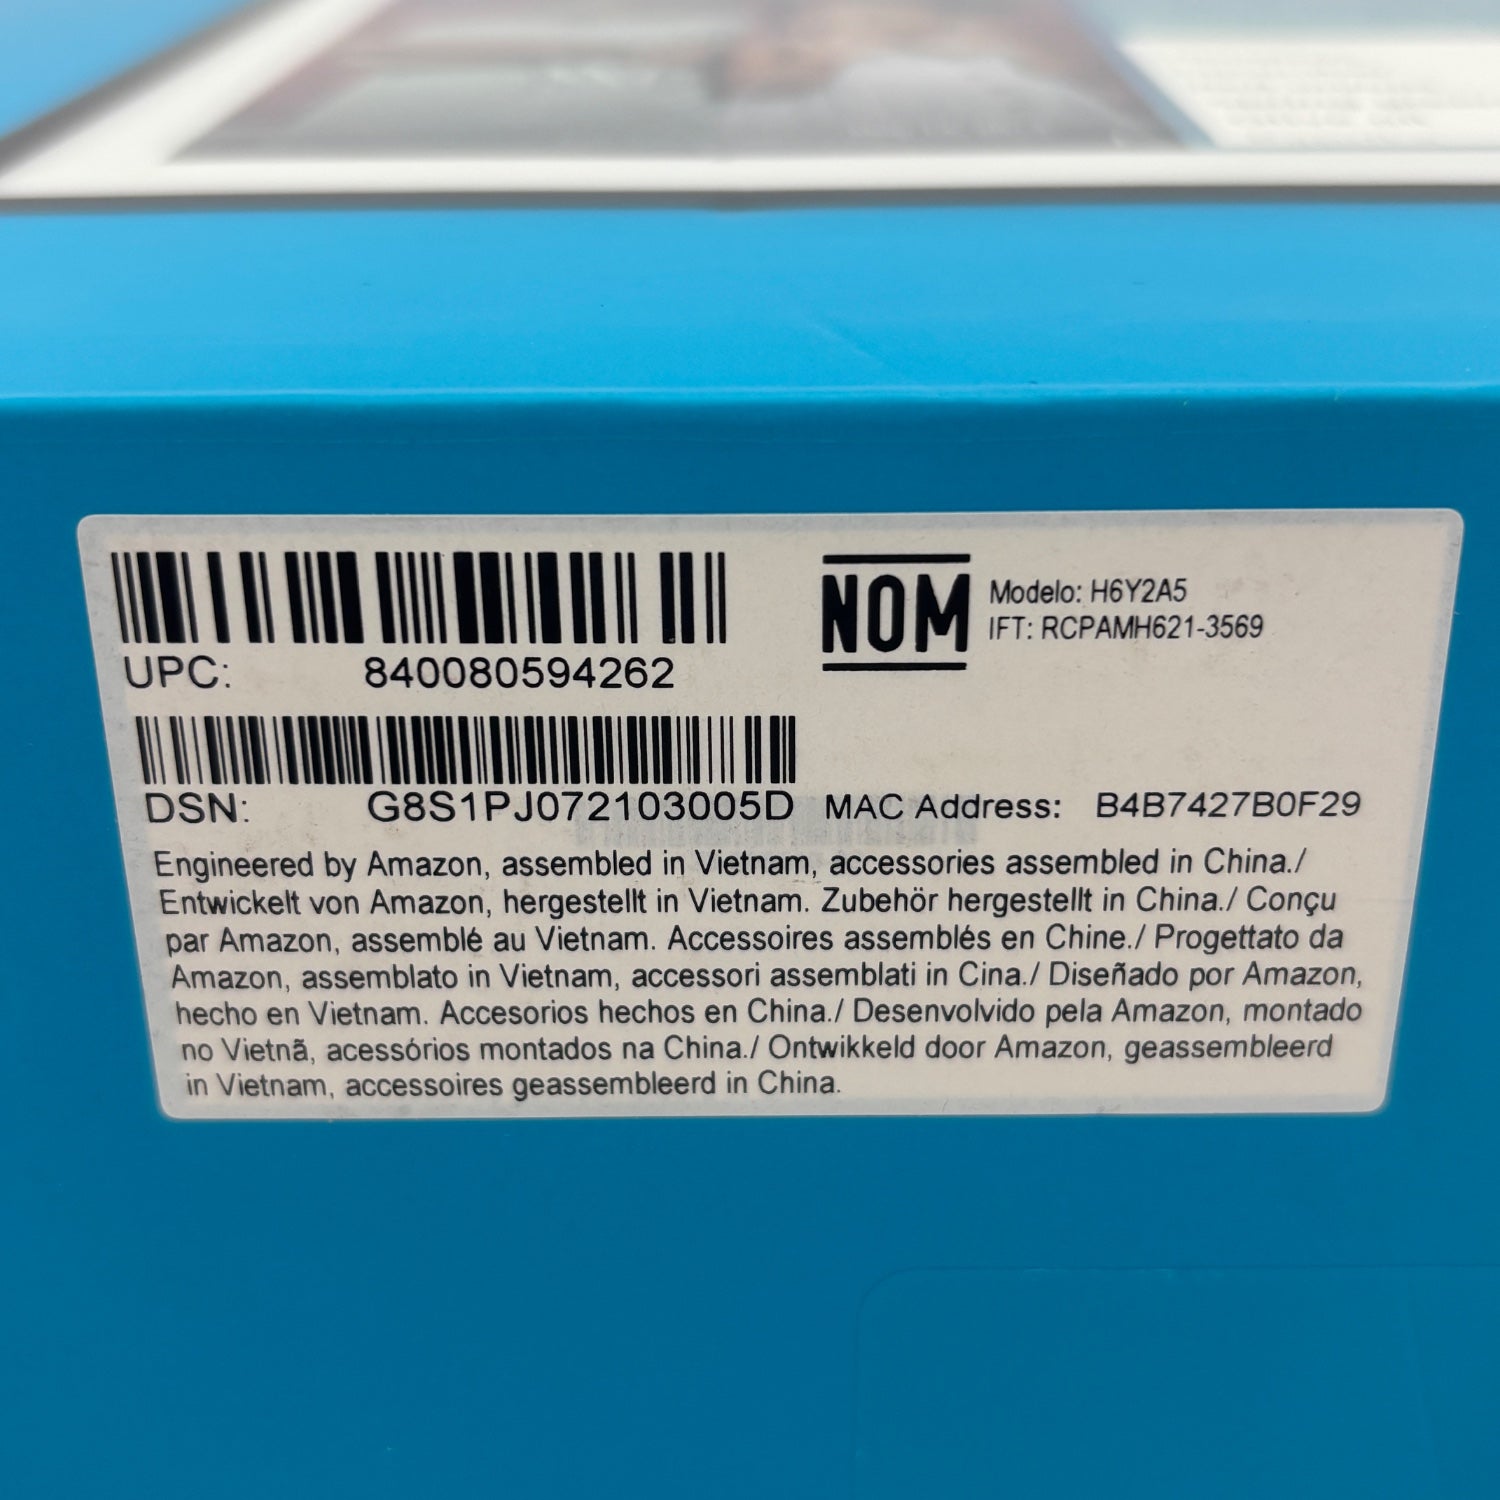 UPC: 840080594262
NOM
Modelo: H6Y2A5
IFT: RCPAMH621-3569
DSN: G8S1PJ072103005D MAC Address: B4B7427B0F29
Engineered by Amazon, assembled in Vietnam, accessories assembled in China./
Entwickelt von Amazon, hergestellt in Vietnam. Zubehör hergestellt in China./ Conçu
par Amazon, assemblé au Vietnam. Accessoires assemblés en Chine./ Progettato da
Amazon, assemblato in Vietnam, accessori assemblati in Cina./ Diseñado por Amazon,
hecho en Vietnam. Accesorios hechos en China./ Desenvolvido pela Amazon, montado
no Vietnã, acessórios montados na China./ Ontwikkeld door Amazon, geassembleerd
in Vietnam, accessoires geassembleerd in China.